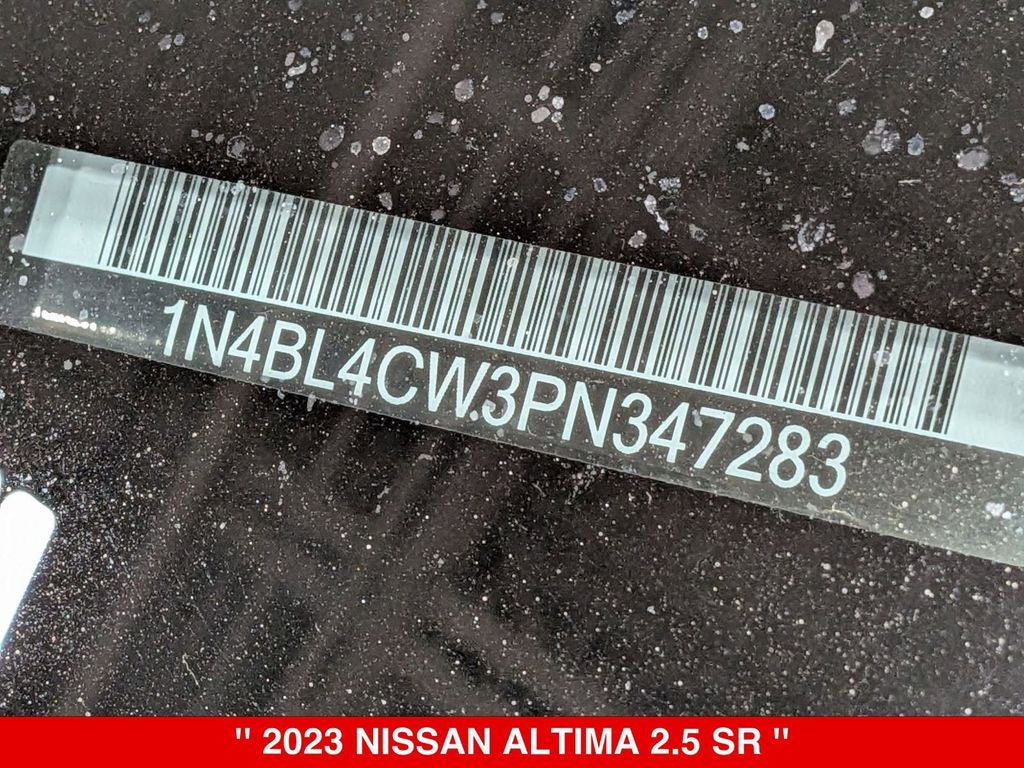 1N4BL4CW3PN347283
" 2023 NISSAN ALTIMA 2.5 SR "